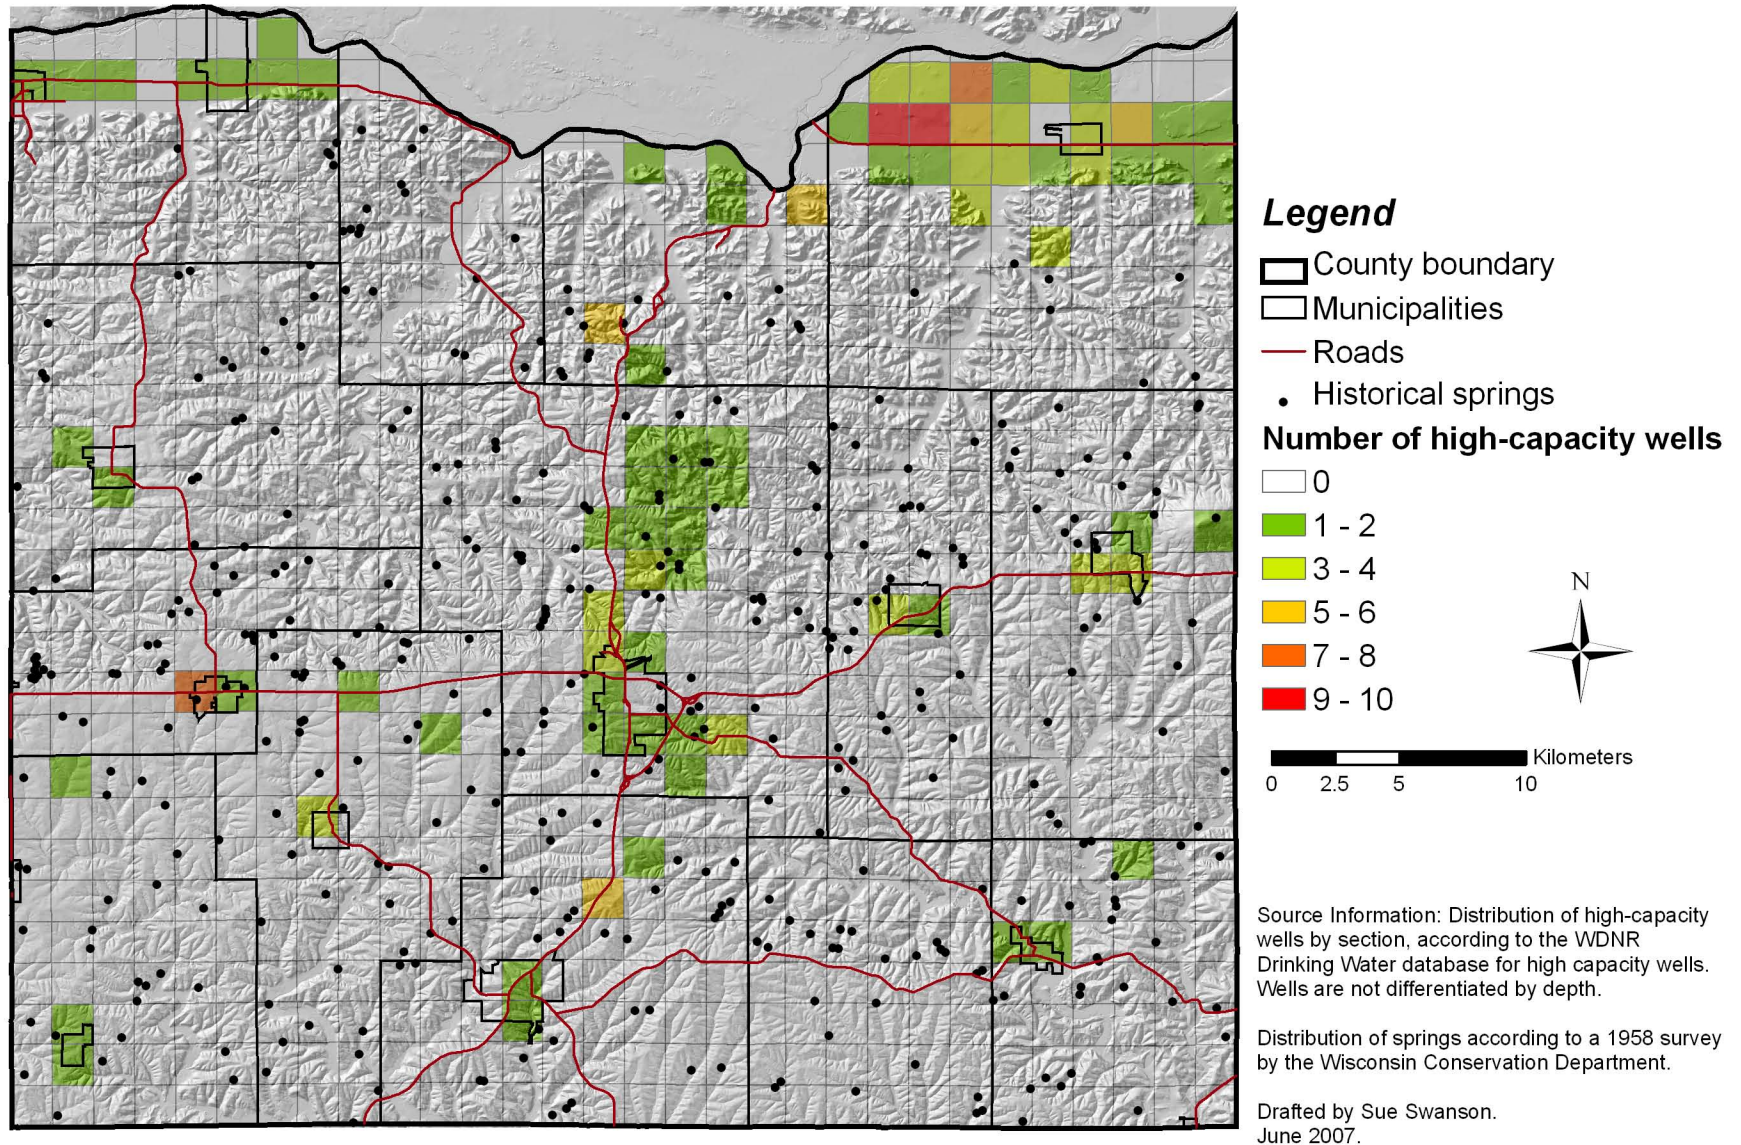 Legend
County boundary
Municipalities
Roads
Historical springs
Number of high-capacity wells
0
1 - 2
3 - 4
5 - 6
7 - 8
9 - 10
N
Kilometers
0 2.5 5 10
Source Information: Distribution of high-capacity
wells by section, according to the WDNR
Drinking Water database for high capacity wells.
Wells are not differentiated by depth.
Distribution of springs according to a 1958 survey
by the Wisconsin Conservation Department.
Drafted by Sue Swanson.
June 2007.